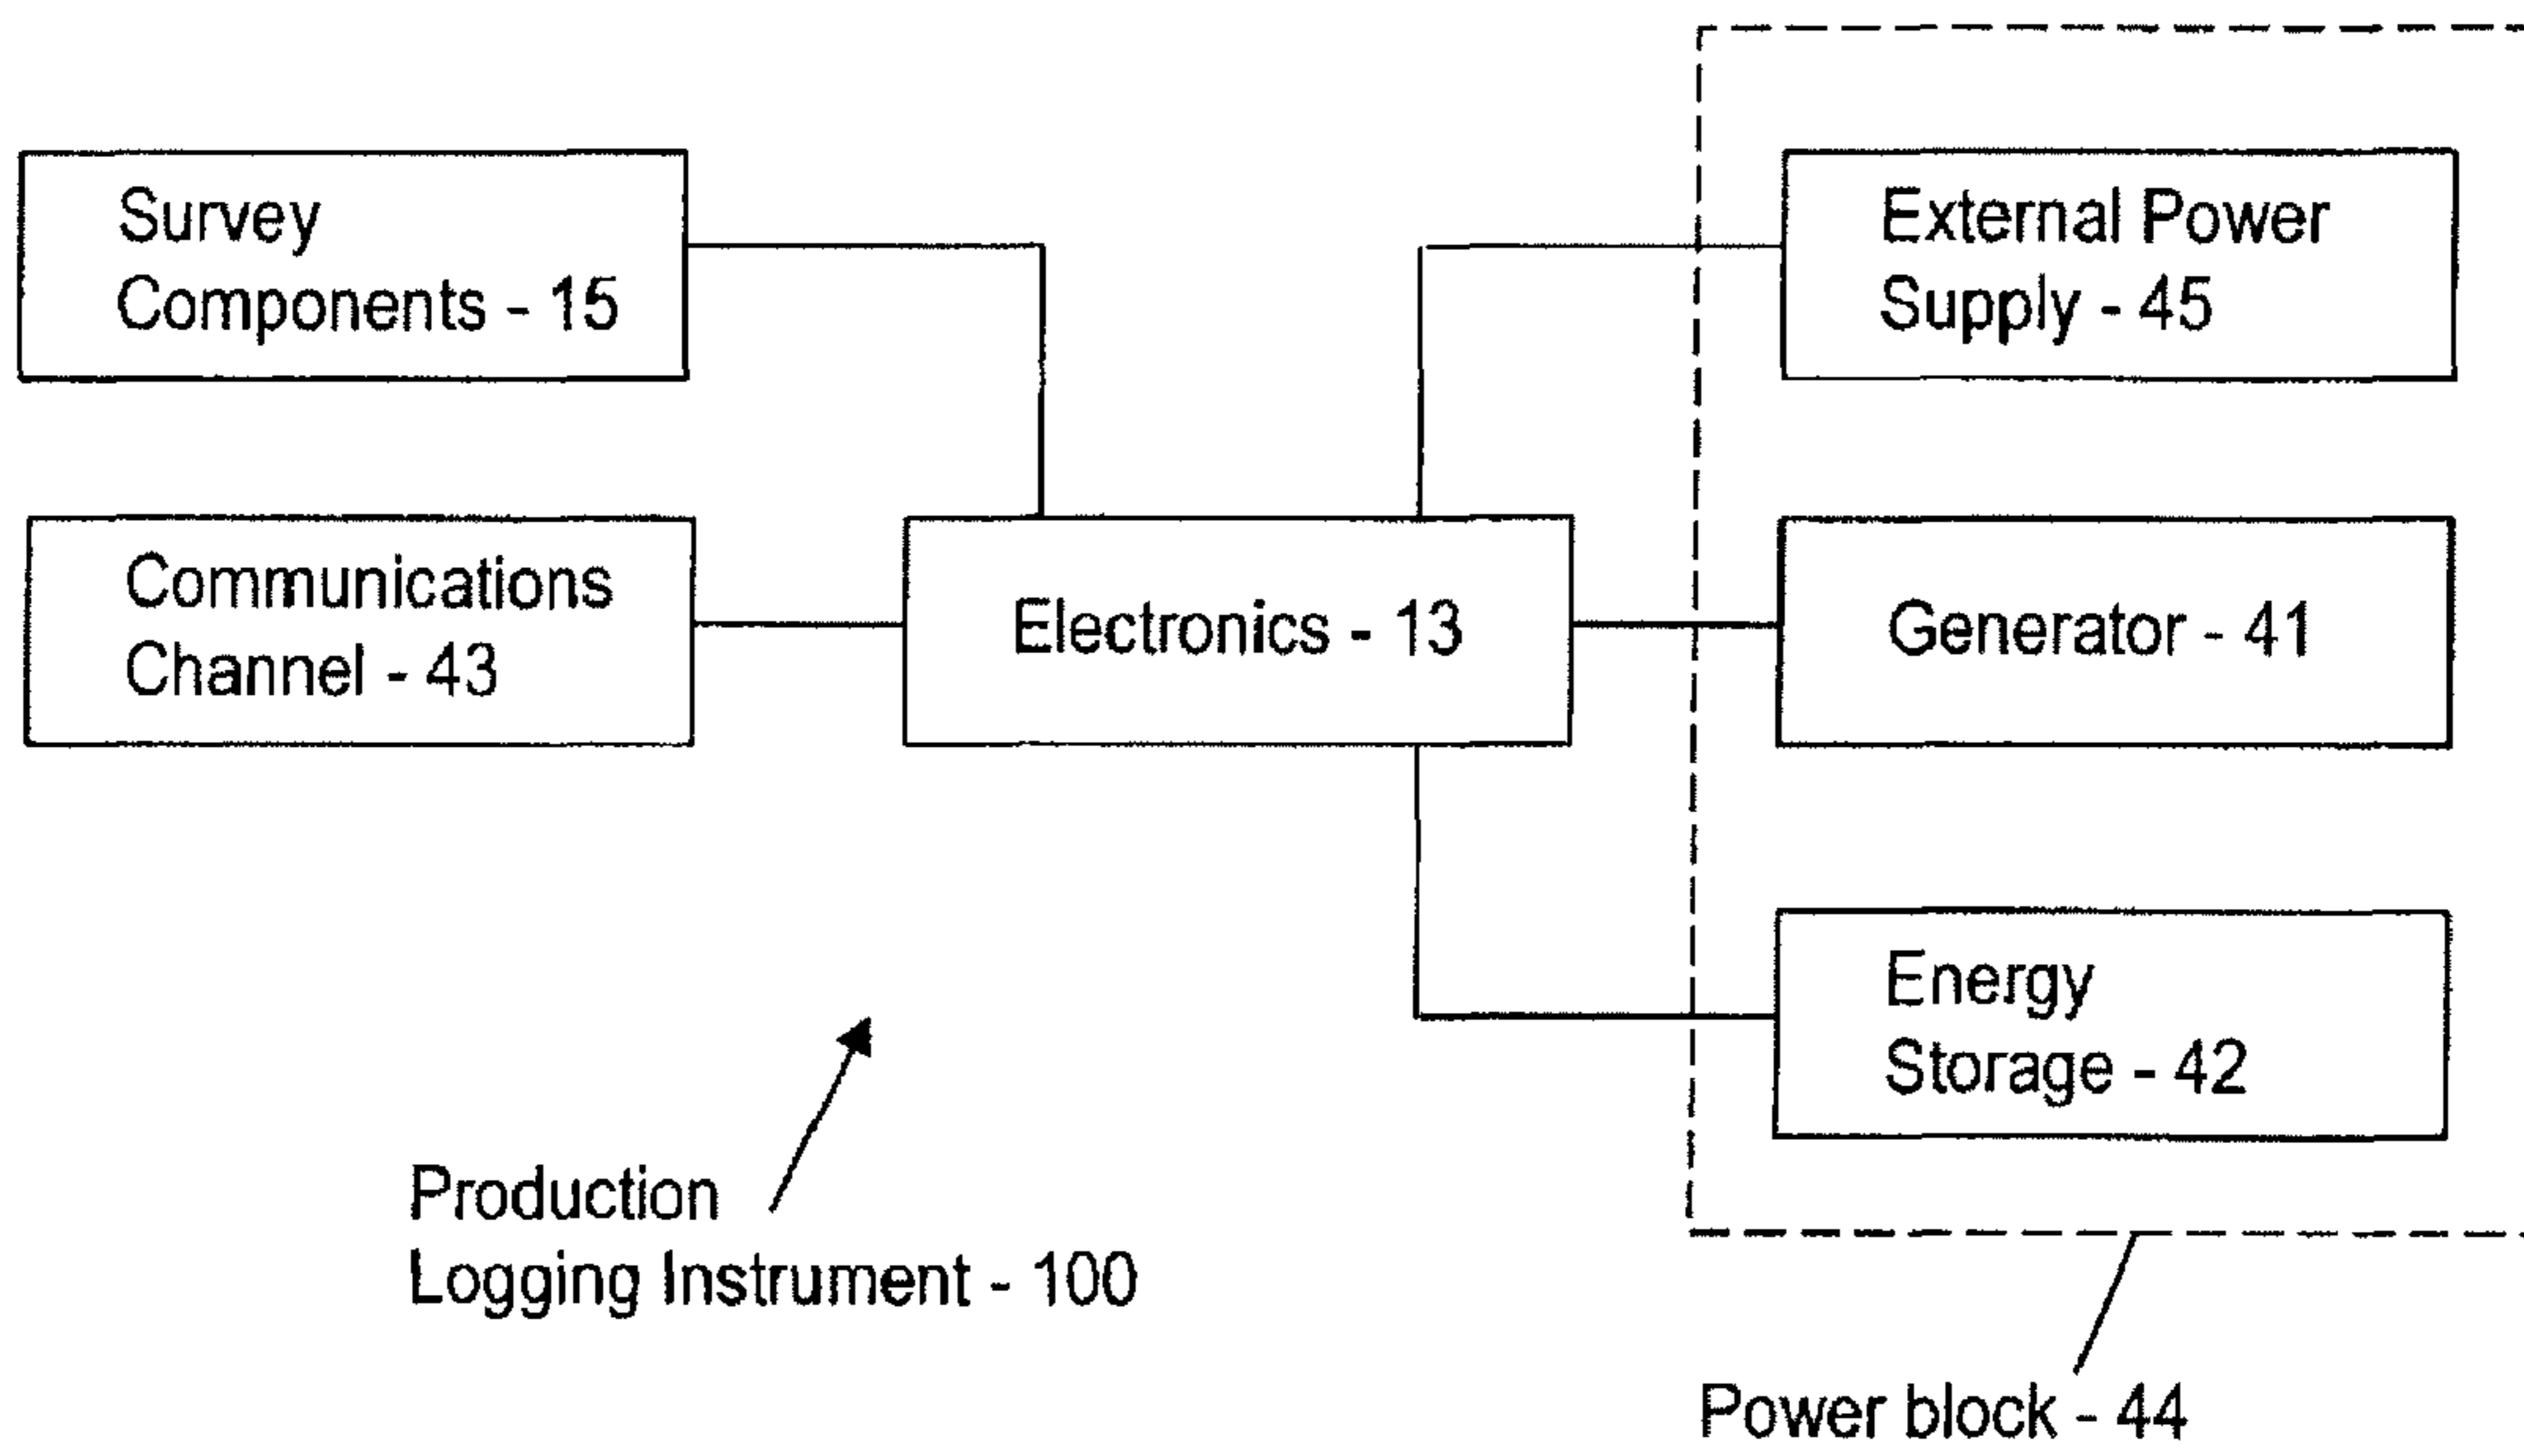 Survey
Components - 15
External Power
Supply - 45
Communications
Channel - 43
Electronics - 13
Generator - 41
Energy
Storage - 42
Production
Logging Instrument - 100
Power block - 44